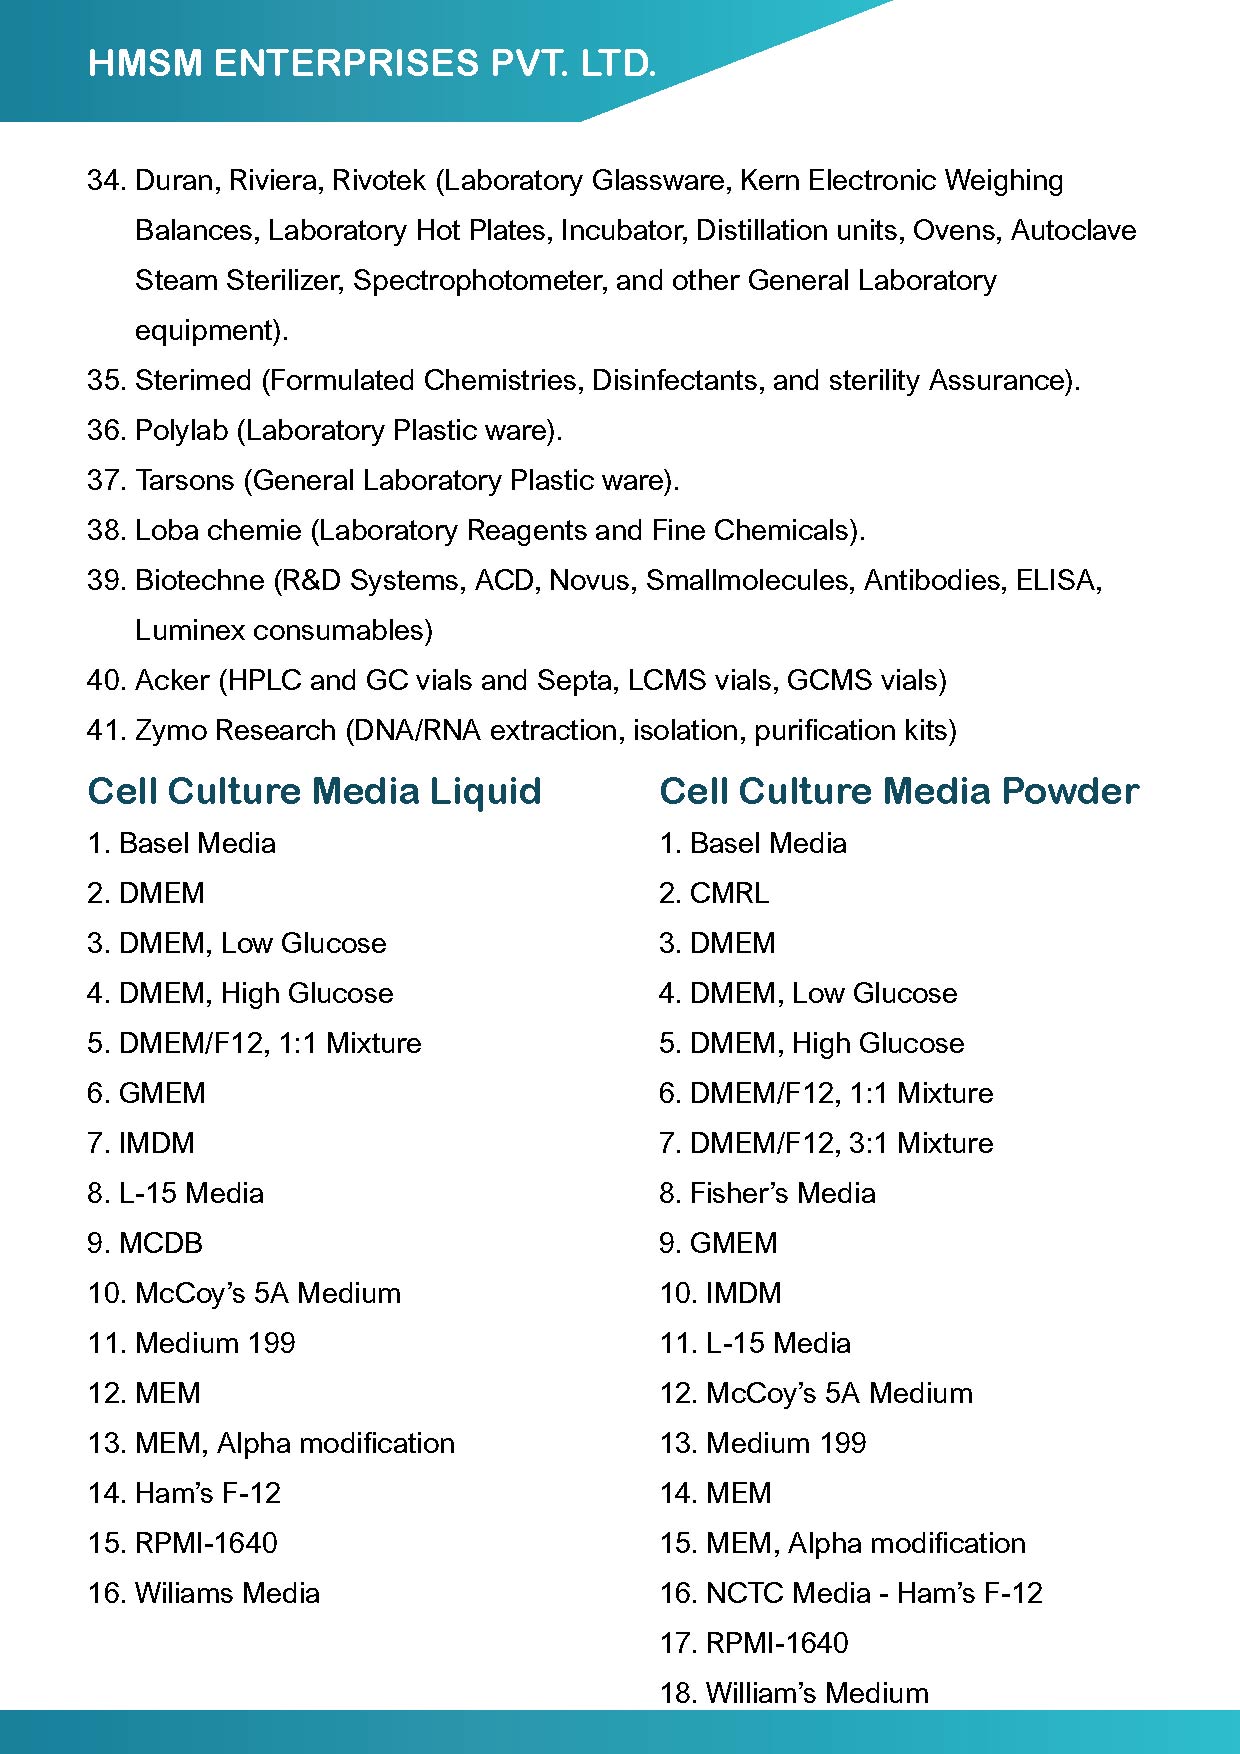 HMSM ENTERPRISES PVT. LTD.
34. Duran, Riviera, Rivotek (Laboratory Glassware, Kern Electronic Weighing
Balances, Laboratory Hot Plates, Incubator, Distillation units, Ovens, Autoclave
Steam Sterilizer, Spectrophotometer, and other General Laboratory
equipment).
35. Sterimed (Formulated Chemistries, Disinfectants, and sterility Assurance).
36. Polylab (Laboratory Plastic ware).
37. Tarsons (General Laboratory Plastic ware).
38. Loba chemie (Laboratory Reagents and Fine Chemicals).
39. Biotechne (R&D Systems, ACD, Novus, Smallmolecules, Antibodies, ELISA,
Luminex consumables)
40. Acker (HPLC and GC vials and Septa, LCMS vials, GCMS vials)
41. Zymo Research (DNA/RNA extraction, isolation, purification kits)
Cell Culture Media Liquid
1. Basel Media
2. DMEM
3. DMEM, Low Glucose
4. DMEM, High Glucose
5. DMEM/F12, 1:1 Mixture
6. GMEM
7. IMDM
8. L-15 Media
9. MCDB
10. McCoy’s 5A Medium
11. Medium 199
12. MEM
13. MEM, Alpha modification
14. Ham’s F-12
15. RPMI-1640
16. Wiliams Media
Cell Culture Media Powder
1. Basel Media
2. CMRL
3. DMEM
4. DMEM, Low Glucose
5. DMEM, High Glucose
6. DMEM/F12, 1:1 Mixture
7. DMEM/F12, 3:1 Mixture
8. Fisher’s Media
9. GMEM
10. IMDM
11. L-15 Media
12. McCoy’s 5A Medium
13. Medium 199
14. MEM
15. MEM, Alpha modification
16. NCTC Media - Ham’s F-12
17. RPMI-1640
18. William’s Medium